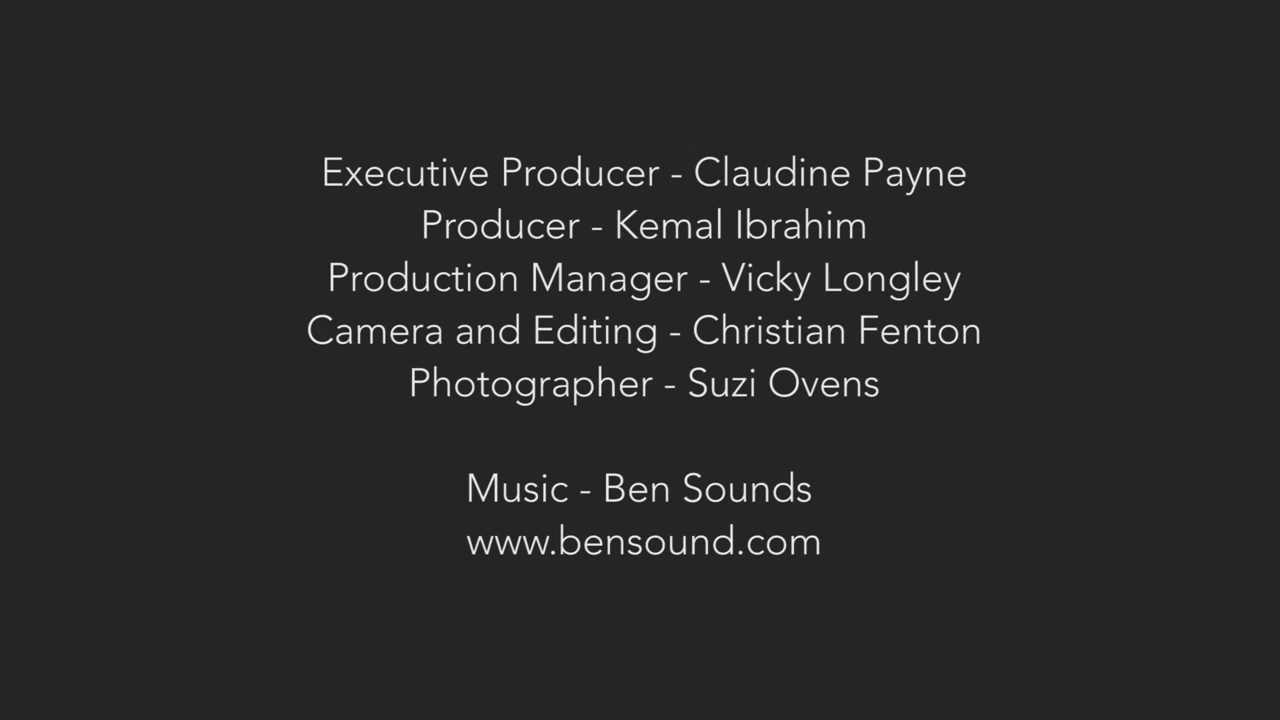 Executive Producer - Claudine Payne
Producer - Kemal Ibrahim
Production Manager - Vicky Longley
Camera and Editing - Christian Fenton
Photographer - Suzi Ovens
Music - Ben Sounds
www.bensound.com